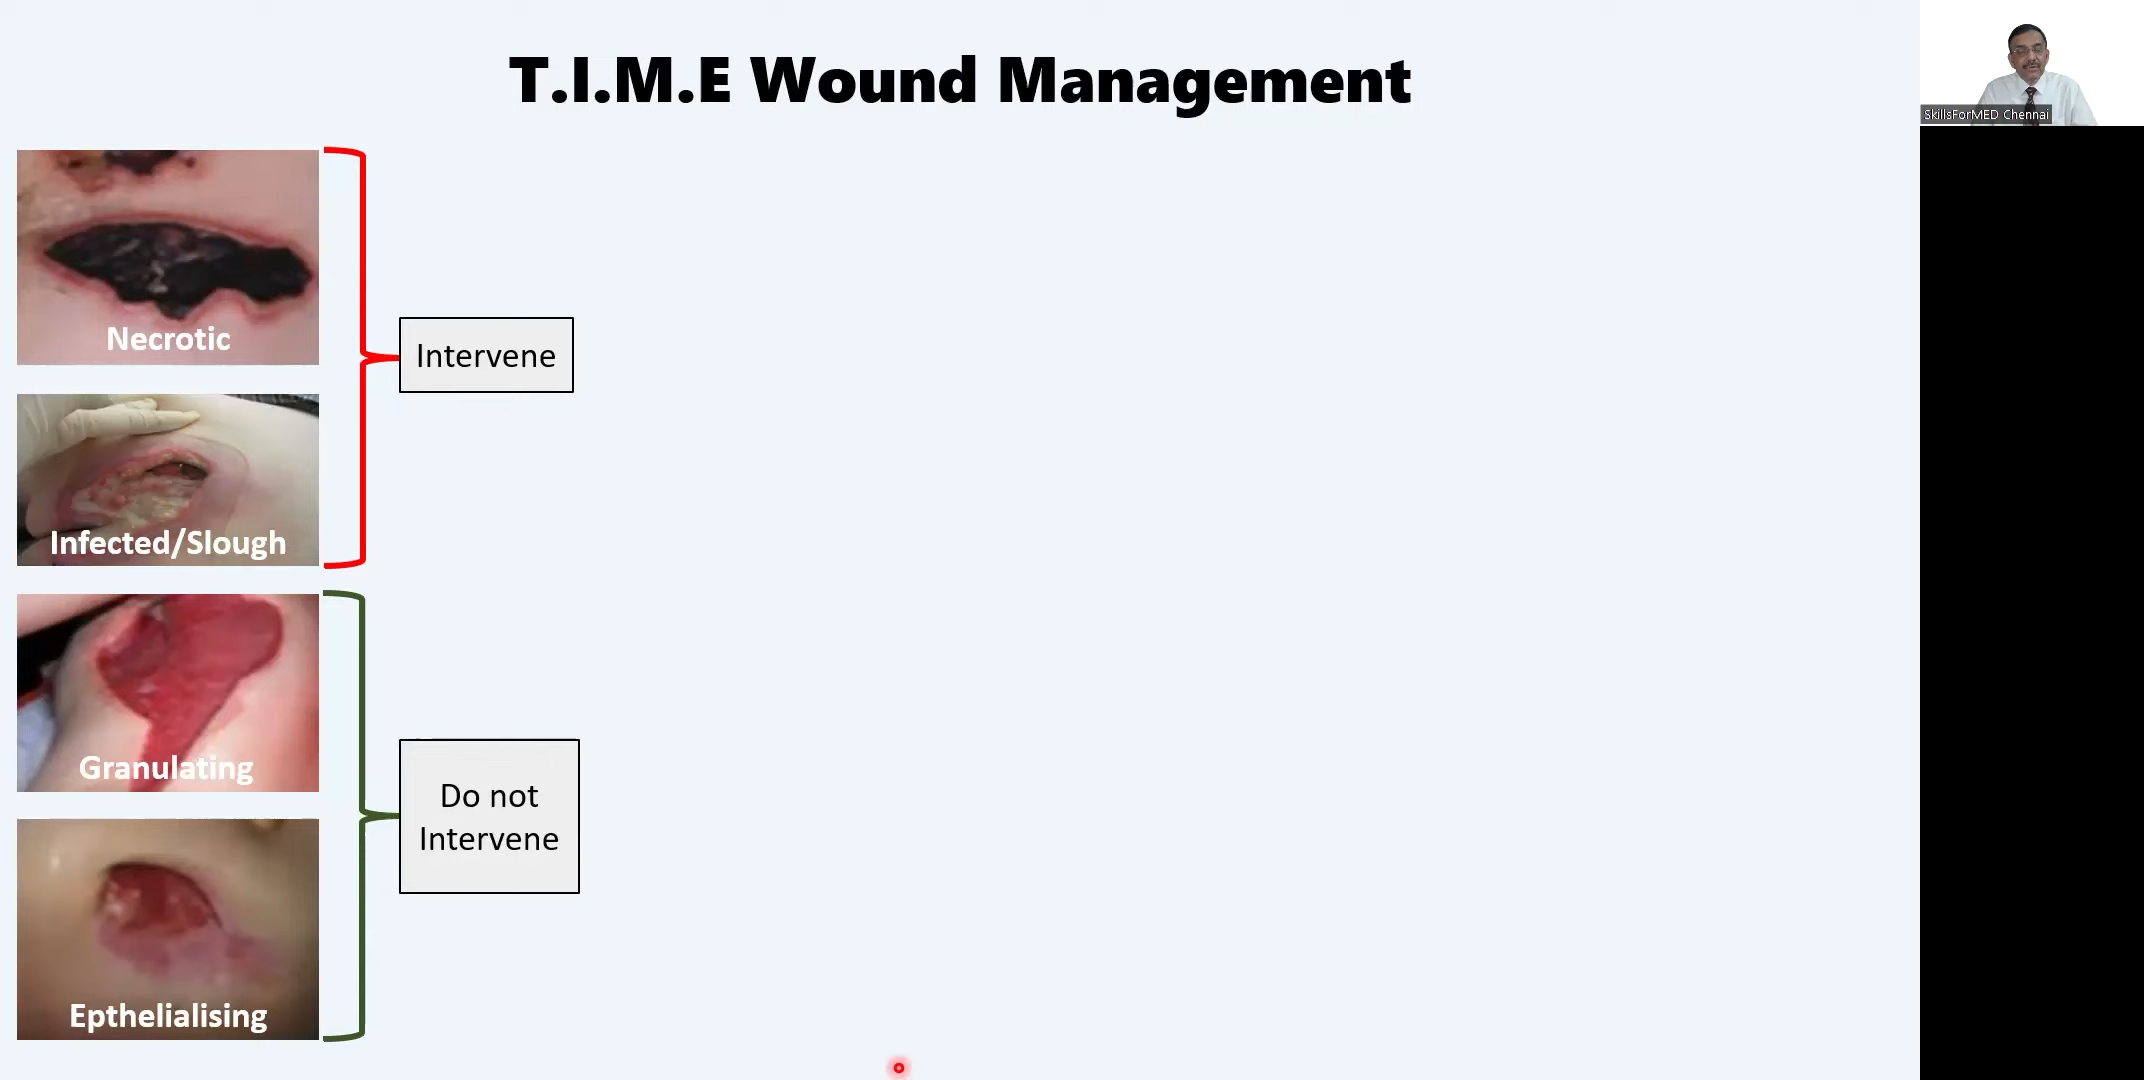 T.I.M.E Wound Management
SkillsForMED Chennai
Necrotic
Intervene
Infected/Slough
Granulating
Do not
Intervene
Epthelialising